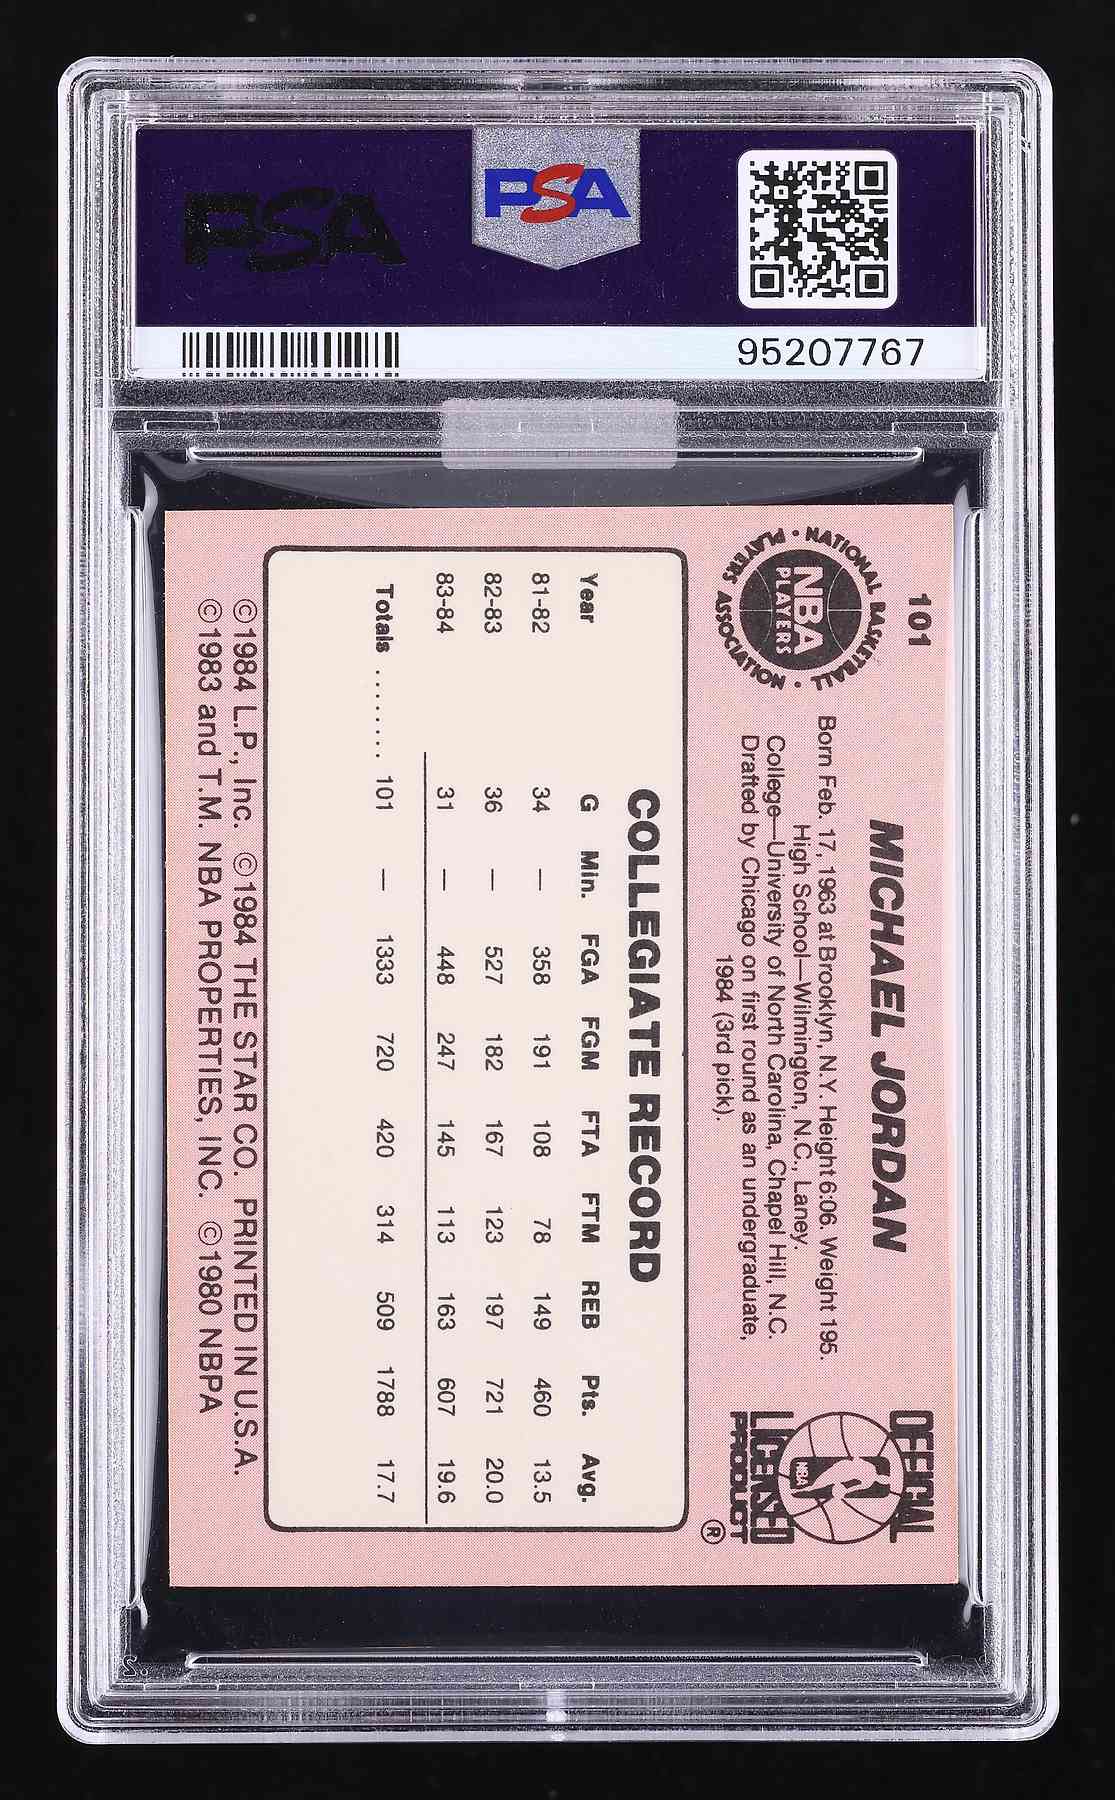 PSA
PSA
95207767
101
MICHAEL JORDAN
NATIONAL BASKETBALL PLAYERS ASSOCIATION
NBA
PLAYERS
Born Feb. 17, 1963 at Brooklyn, N.Y. Height 6:06. Weight 195.
High School—Wilmington, N.C., Laney.
College—University of North Carolina, Chapel Hill, N.C.
Drafted by Chicago on first round as an undergraduate,
1984 (3rd pick).
OFFICIAL
NBA
LICENSED
PRODUCT
®
COLLEGIATE RECORD
Year G Min. FGA FGM FTA FTM REB Pts. Avg.
81-82 34 — 358 191 108 78 149 460 13.5
82-83 36 — 527 182 167 123 197 721 20.0
83-84 31 — 448 247 145 113 163 607 19.6
Totals ........ 101 — 1333 720 420 314 509 1788 17.7
©1984 L.P., Inc. ©1984 THE STAR CO. PRINTED IN U.S.A.
©1983 and T.M. NBA PROPERTIES, INC. ©1980 NBPA